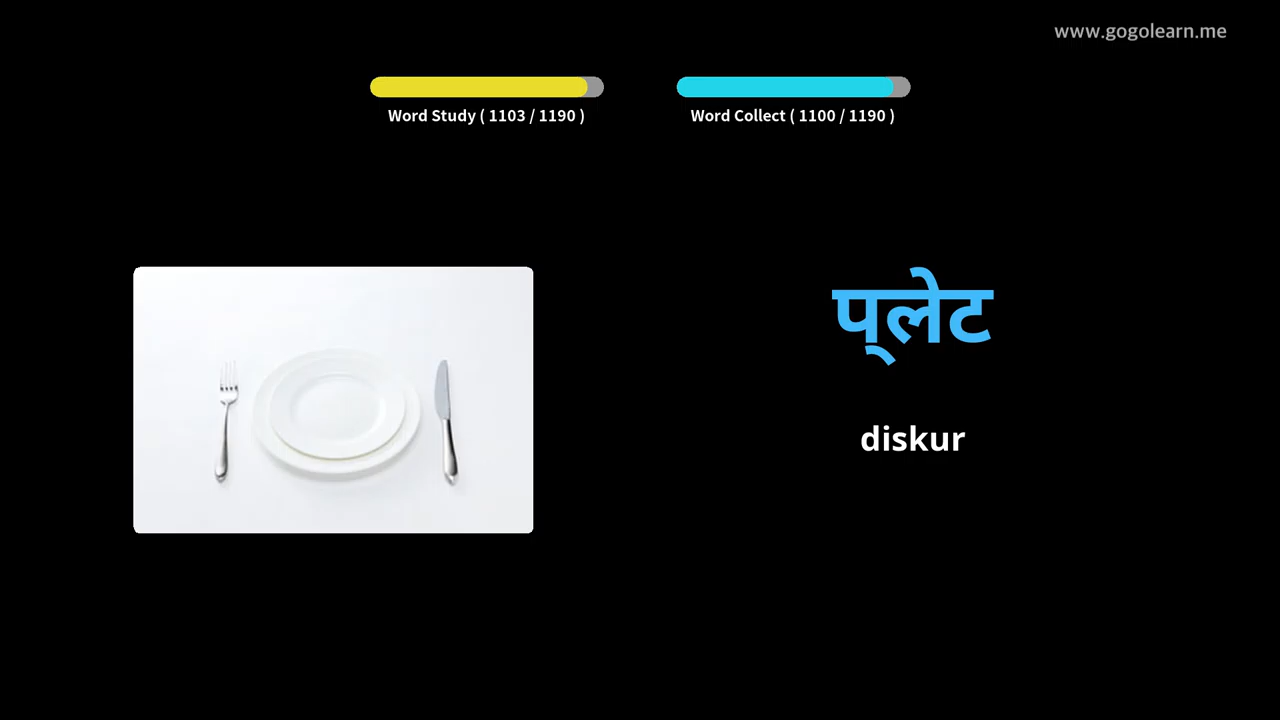 www.gogolearn.me
Word Study ( 1103 / 1190 )
Word Collect ( 1100 / 1190 )
प्लेट
diskur